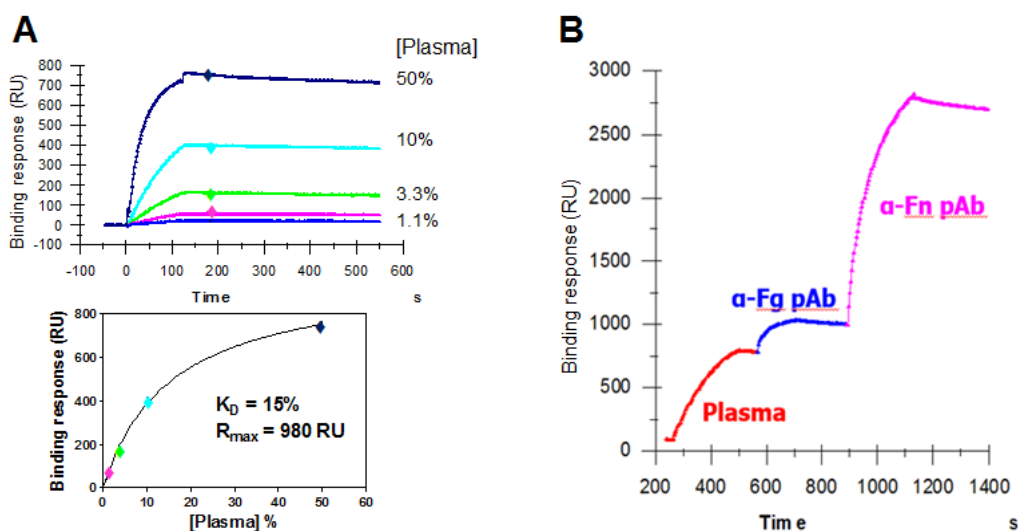 A
[Plasma]
Binding response (RU)
800
700
600
500
400
300
200
100
0
-100
50%
10%
3.3%
1.1%
-100 0 100 200 300 400 500 600
Time s
Binding response (RU)
800
600
400
200
0
K_D = 15%
R_max = 980 RU
0 10 20 30 40 50 60
[Plasma] %
B
Binding response (RU)
3000
2500
2000
1500
1000
500
0
α-Fn pAb
α-Fg pAb
Plasma
200 400 600 800 1000 1200 1400
Time s